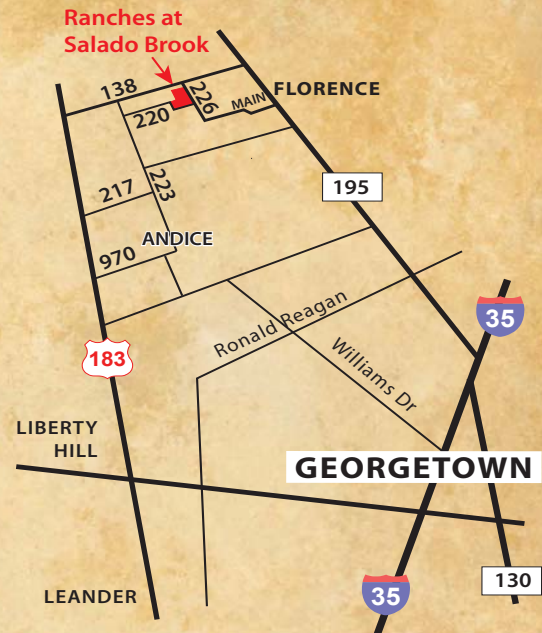 Ranches at
Salado Brook
138
226
MAIN
FLORENCE
220
195
217
223
ANDICE
970
35
Ronald Reagan
183
Williams Dr
LIBERTY
HILL
GEORGETOWN
130
35
LEANDER